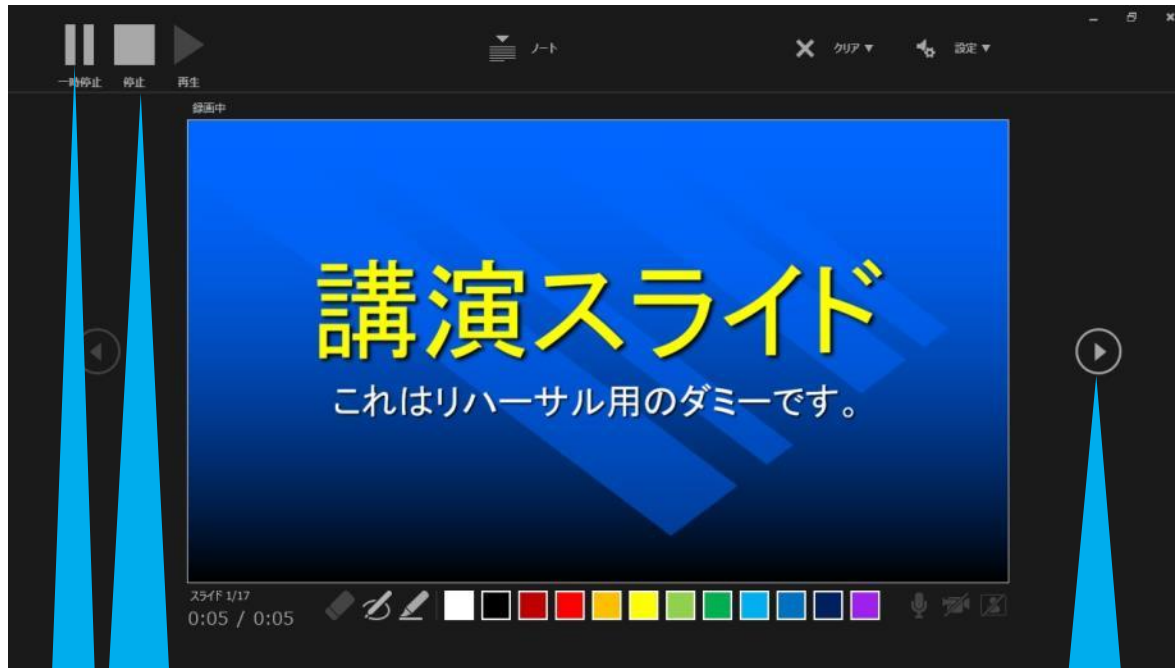 一時停止 停止 再生
ノート
クリア ▼
設定 ▼
録画中
講演スライド
これはリハーサル用のダミーです。
スライド 1/17
0:05 / 0:05